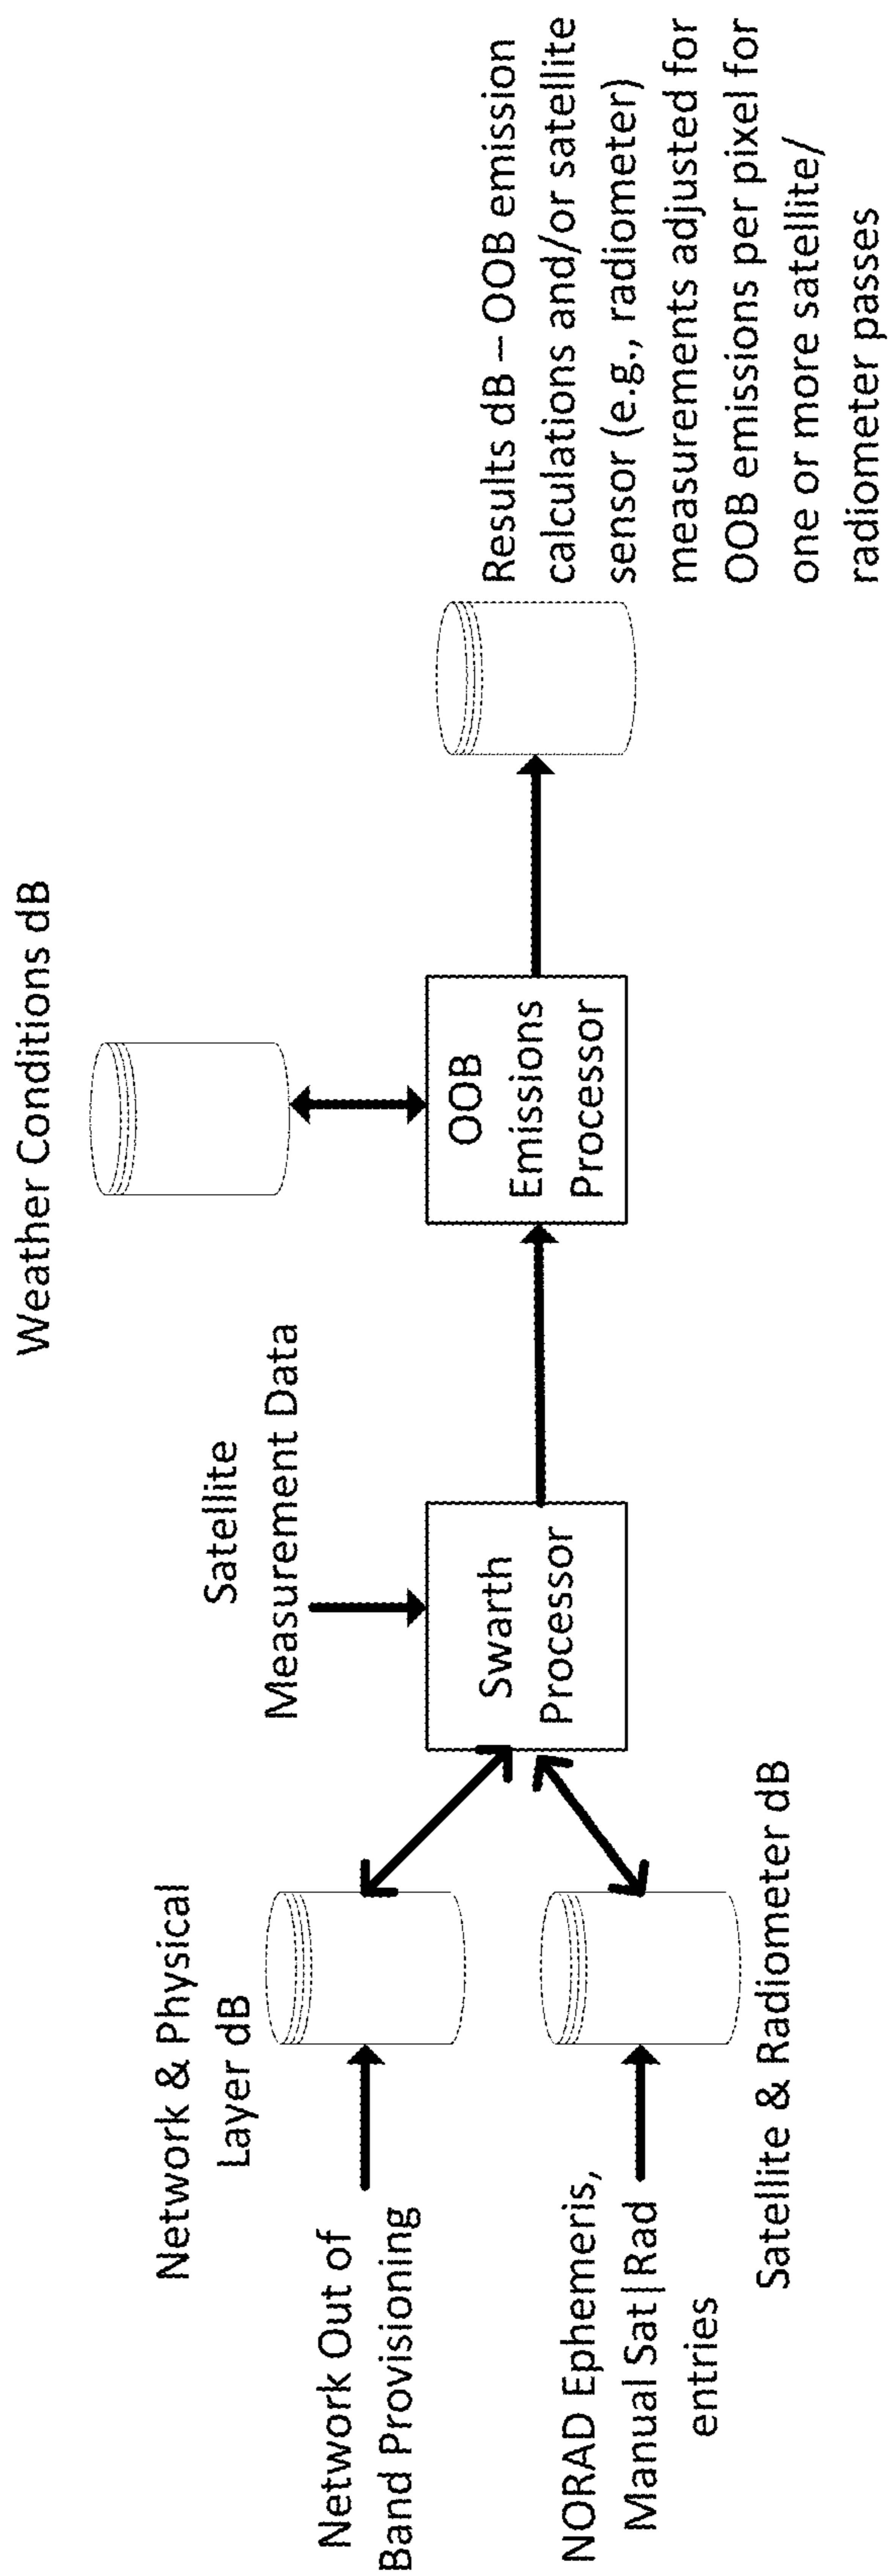 Network Out of
Band Provisioning
NORAD Ephemeris,
Manual Sat|Rad
entries
Network & Physical
Layer dB
Satellite & Radiometer dB
Satellite
Measurement Data
Swarth
Processor
Weather Conditions dB
OOB
Emissions
Processor
Results dB – OOB emission
calculations and/or satellite
sensor (e.g., radiometer)
measurements adjusted for
OOB emissions per pixel for
one or more satellite/
radiometer passes